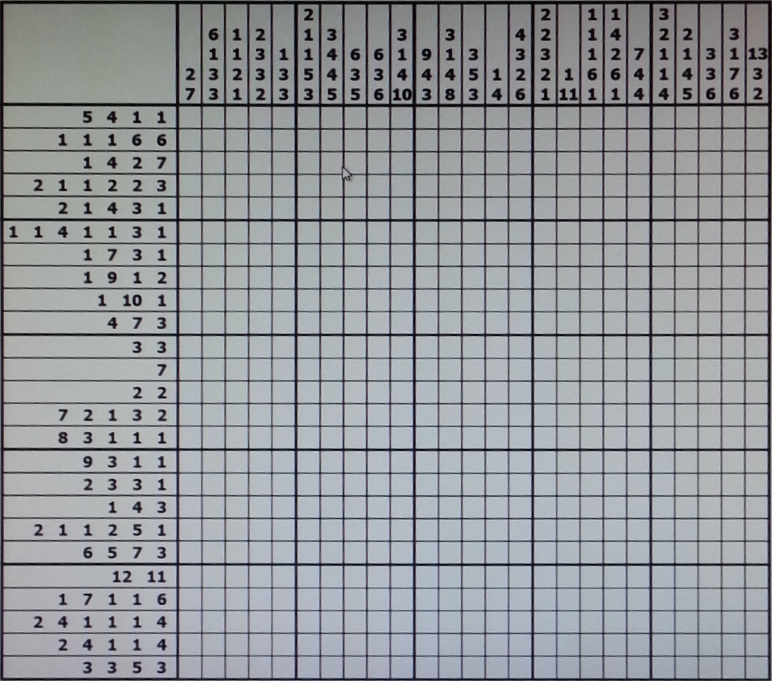 2 2 1 1 3
6 1 2 1 3 3 3 4 2 1 4 2 2 3
1 1 3 1 1 4 6 6 1 9 1 3 3 3 1 2 7 1 1 3 1 13
2 3 2 3 3 5 4 3 3 4 4 4 5 1 2 2 1 6 6 4 1 4 3 7 3
7 3 1 2 3 3 5 5 6 10 3 8 3 4 6 1 11 1 1 4 4 5 6 6 2
5 4 1 1
1 1 1 6 6
1 4 2 7
2 1 1 2 2 3
2 1 4 3 1
1 1 4 1 1 3 1
1 7 3 1
1 9 1 2
1 10 1
4 7 3
3 3
7
2 2
7 2 1 3 2
8 3 1 1 1
9 3 1 1
2 3 3 1
1 4 3
2 1 1 2 5 1
6 5 7 3
12 11
1 7 1 1 6
2 4 1 1 1 4
2 4 1 1 4
3 3 5 3